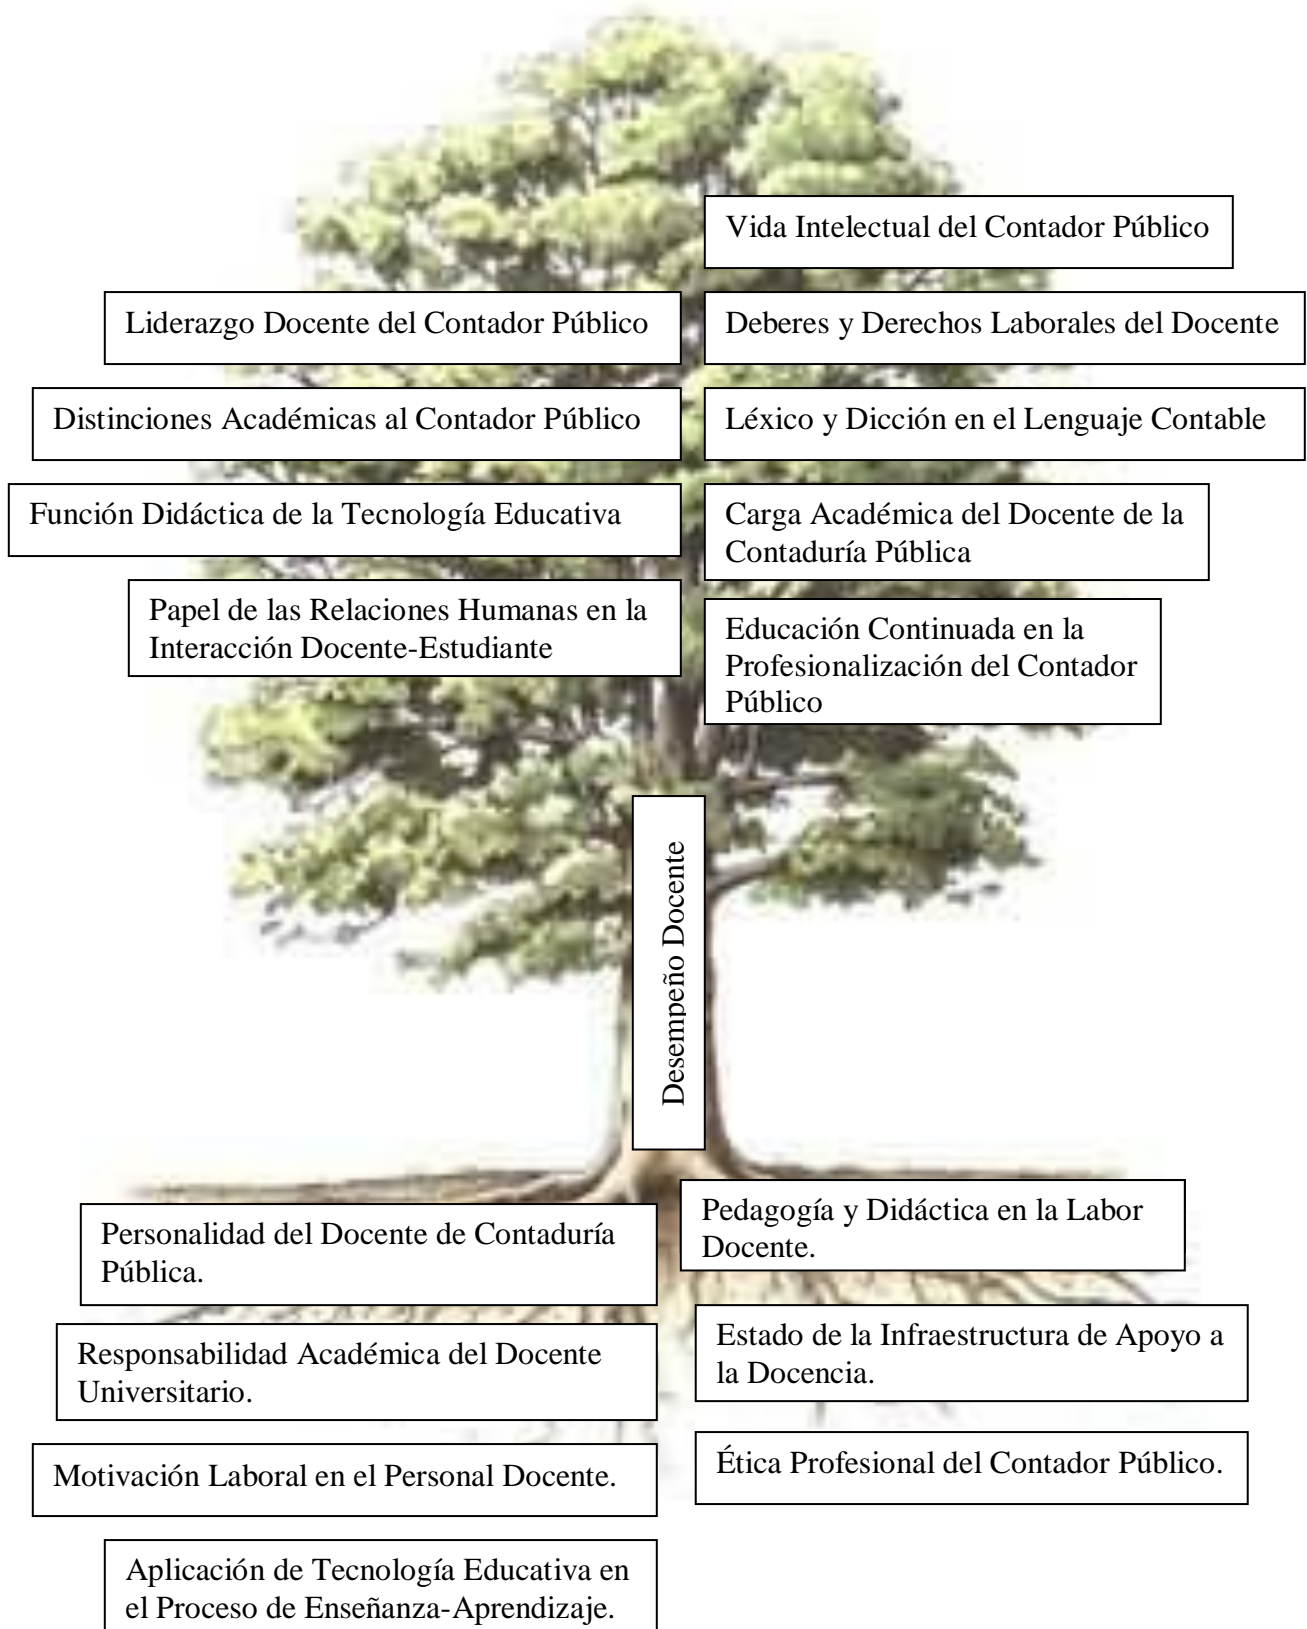 Vida Intelectual del Contador Público
Liderazgo Docente del Contador Público
Deberes y Derechos Laborales del Docente
Distinciones Académicas al Contador Público
Léxico y Dicción en el Lenguaje Contable
Función Didáctica de la Tecnología Educativa
Carga Académica del Docente de la
Contaduría Pública
Papel de las Relaciones Humanas en la
Interacción Docente-Estudiante
Educación Continuada en la
Profesionalización del Contador
Público
Desempeño Docente
Personalidad del Docente de Contaduría
Pública.
Pedagogía y Didáctica en la Labor
Docente.
Responsabilidad Académica del Docente
Universitario.
Estado de la Infraestructura de Apoyo a
la Docencia.
Motivación Laboral en el Personal Docente.
Ética Profesional del Contador Público.
Aplicación de Tecnología Educativa en
el Proceso de Enseñanza-Aprendizaje.